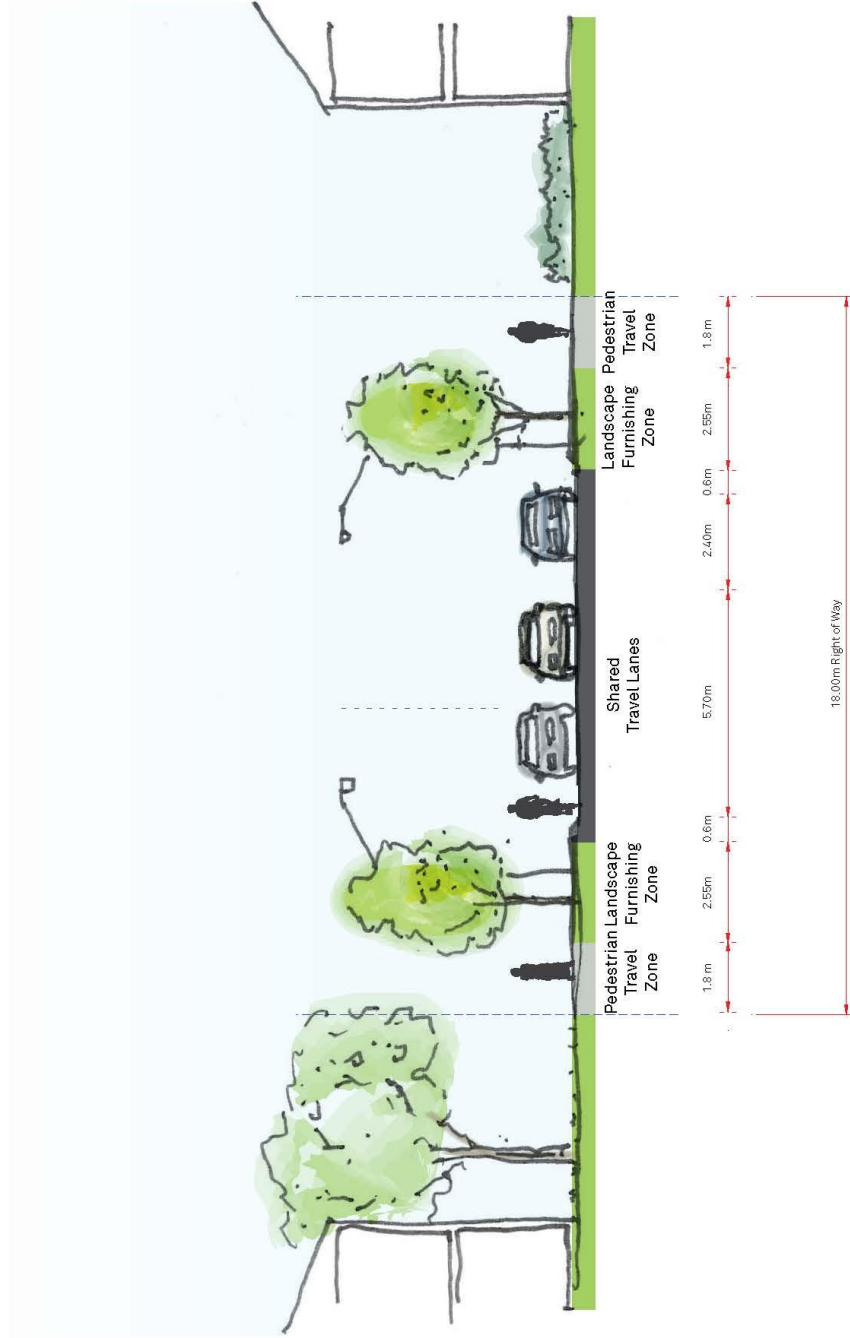 Pedestrian
Travel
Zone
Landscape
Furnishing
Zone
Shared
Travel Lanes
Landscape
Furnishing
Zone
Pedestrian
Travel
Zone
1.8 m
2.55m
0.6m
5.70m
2.40m
0.6m
2.55m
1.8 m
18.00m Right of Way